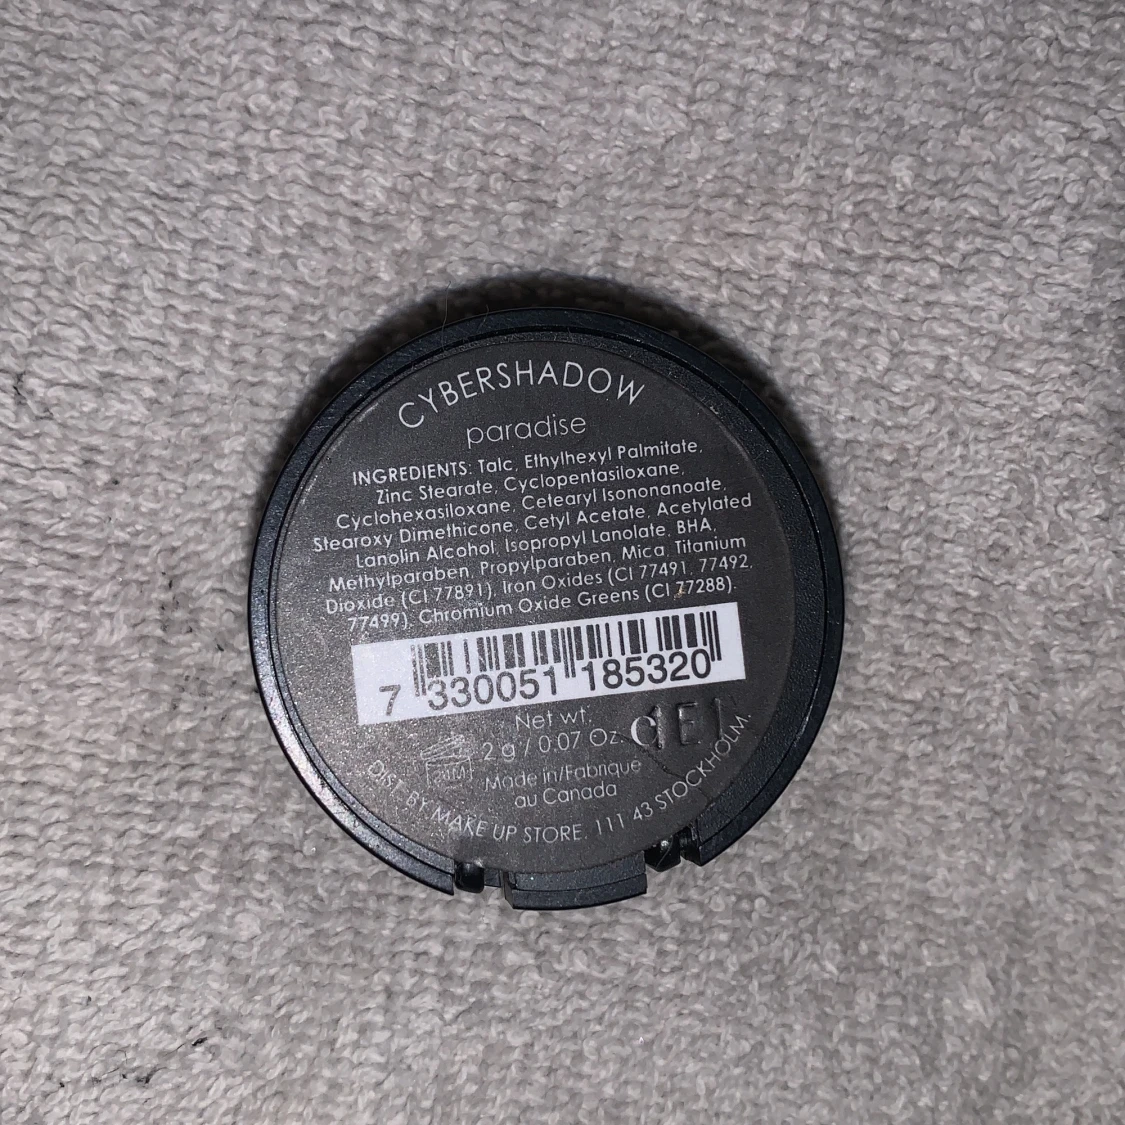 CYBERSHADOW
paradise
INGREDIENTS: Talc, Ethylhexyl Palmitate,
Zinc Stearate, Cyclopentasiloxane,
Cyclohexasiloxane, Cetearyl Isononanoate,
Stearoxy Dimethicone, Cetyl Acetate, Acetylated
Lanolin Alcohol, Isopropyl Lanolate, BHA,
Methylparaben, Propylparaben, Mica, Titanium
Dioxide (CI 77891), Iron Oxides (CI 77491, 77492,
77499), Chromium Oxide Greens (CI 77288).
7 330051 185320
Net wt.
2 g / 0.07 Oz.
24M
Made in/Fabrique
au Canada
DIST. BY MAKE UP STORE. 111 43 STOCKHOLM.